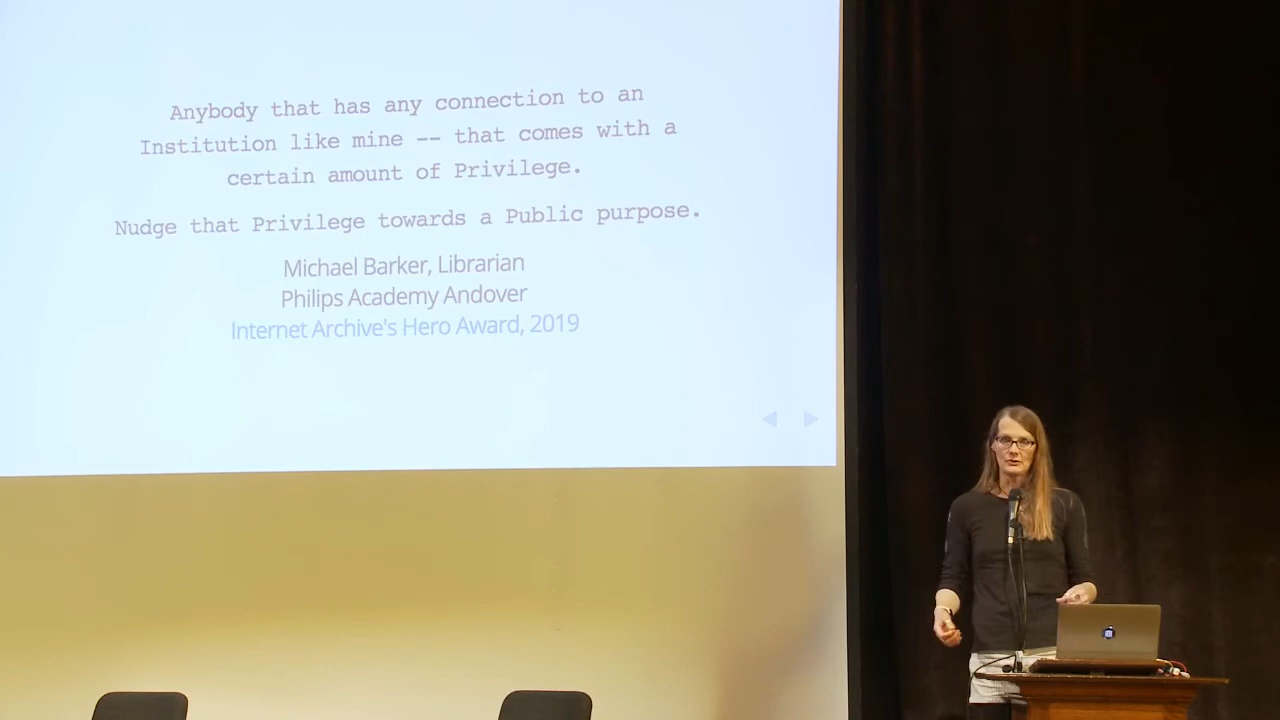 Anybody that has any connection to an
Institution like mine -- that comes with a
certain amount of Privilege.
Nudge that Privilege towards a Public purpose.
Michael Barker, Librarian
Philips Academy Andover
Internet Archive's Hero Award, 2019